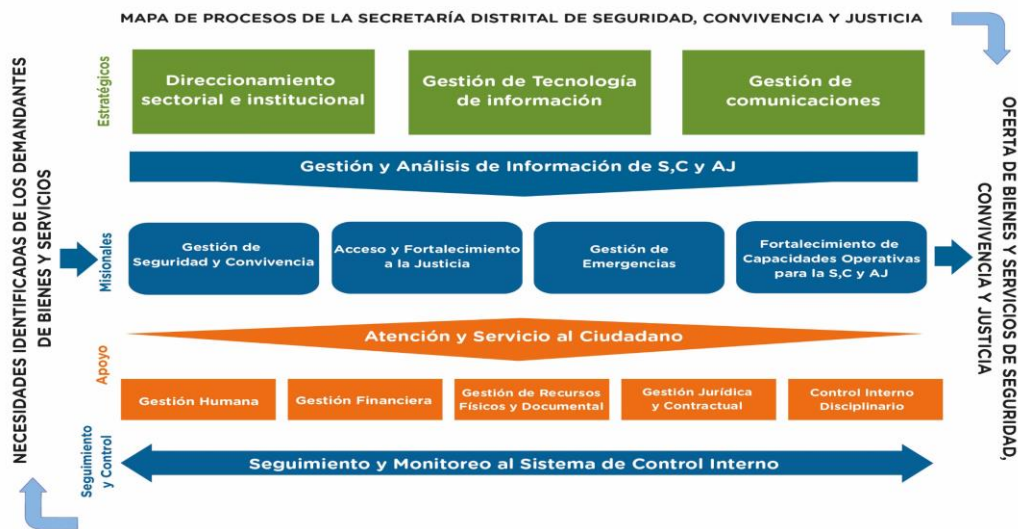 MAPA DE PROCESOS DE LA SECRETARÍA DISTRITAL DE SEGURIDAD, CONVIVENCIA Y JUSTICIA
NECESIDADES IDENTIFICADAS DE LOS DEMANDANTES
DE BIENES Y SERVICIOS
Estratégicos
Direccionamiento
sectorial e institucional
Gestión de Tecnología
de información
Gestión de
comunicaciones
Gestión y Análisis de Información de S,C y AJ
Misionales
Gestión de
Seguridad y Convivencia
Acceso y Fortalecimiento
a la Justicia
Gestión de
Emergencias
Fortalecimiento de
Capacidades Operativas
para la S,C y AJ
Apoyo
Atención y Servicio al Ciudadano
Gestión Humana
Gestión Financiera
Gestión de Recursos
Físicos y Documental
Gestión Jurídica
y Contractual
Control Interno
Disciplinario
Seguimiento
y Control
Seguimiento y Monitoreo al Sistema de Control Interno
OFERTA DE BIENES Y SERVICIOS DE SEGURIDAD,
CONVIVENCIA Y JUSTICIA